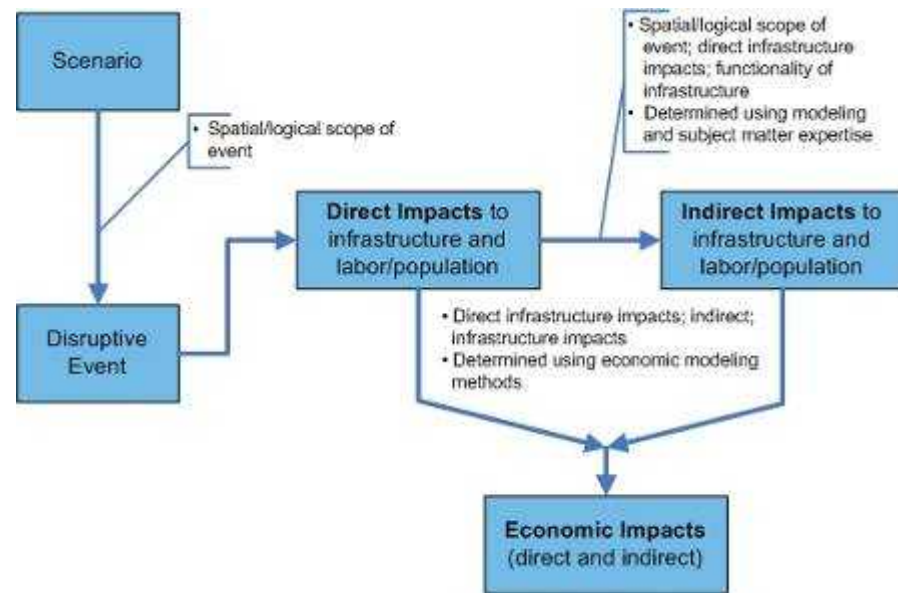 Scenario
• Spatial/logical scope of
event
• Spatial/logical scope of
event; direct infrastructure
impacts; functionality of
infrastructure
• Determined using modeling
and subject matter expertise
Direct Impacts to
infrastructure and
labor/population
Indirect Impacts to
infrastructure and
labor/population
Disruptive
Event
• Direct infrastructure impacts; indirect;
infrastructure impacts
• Determined using economic modeling
methods
Economic Impacts
(direct and indirect)